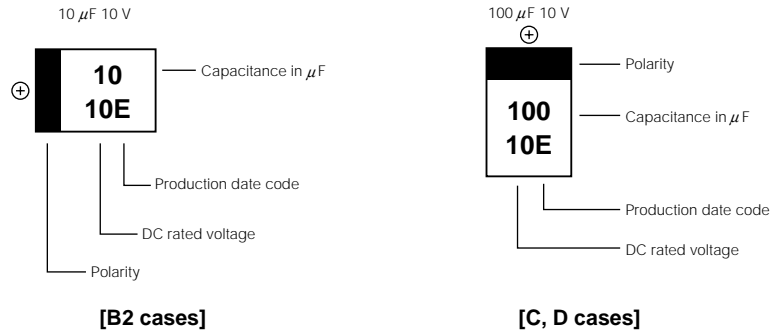 10 μF 10 V
⊕
10
10E
Capacitance in μF
Production date code
DC rated voltage
Polarity
[B2 cases]
100 μF 10 V
⊕
Polarity
100
10E
Capacitance in μF
Production date code
DC rated voltage
[C, D cases]